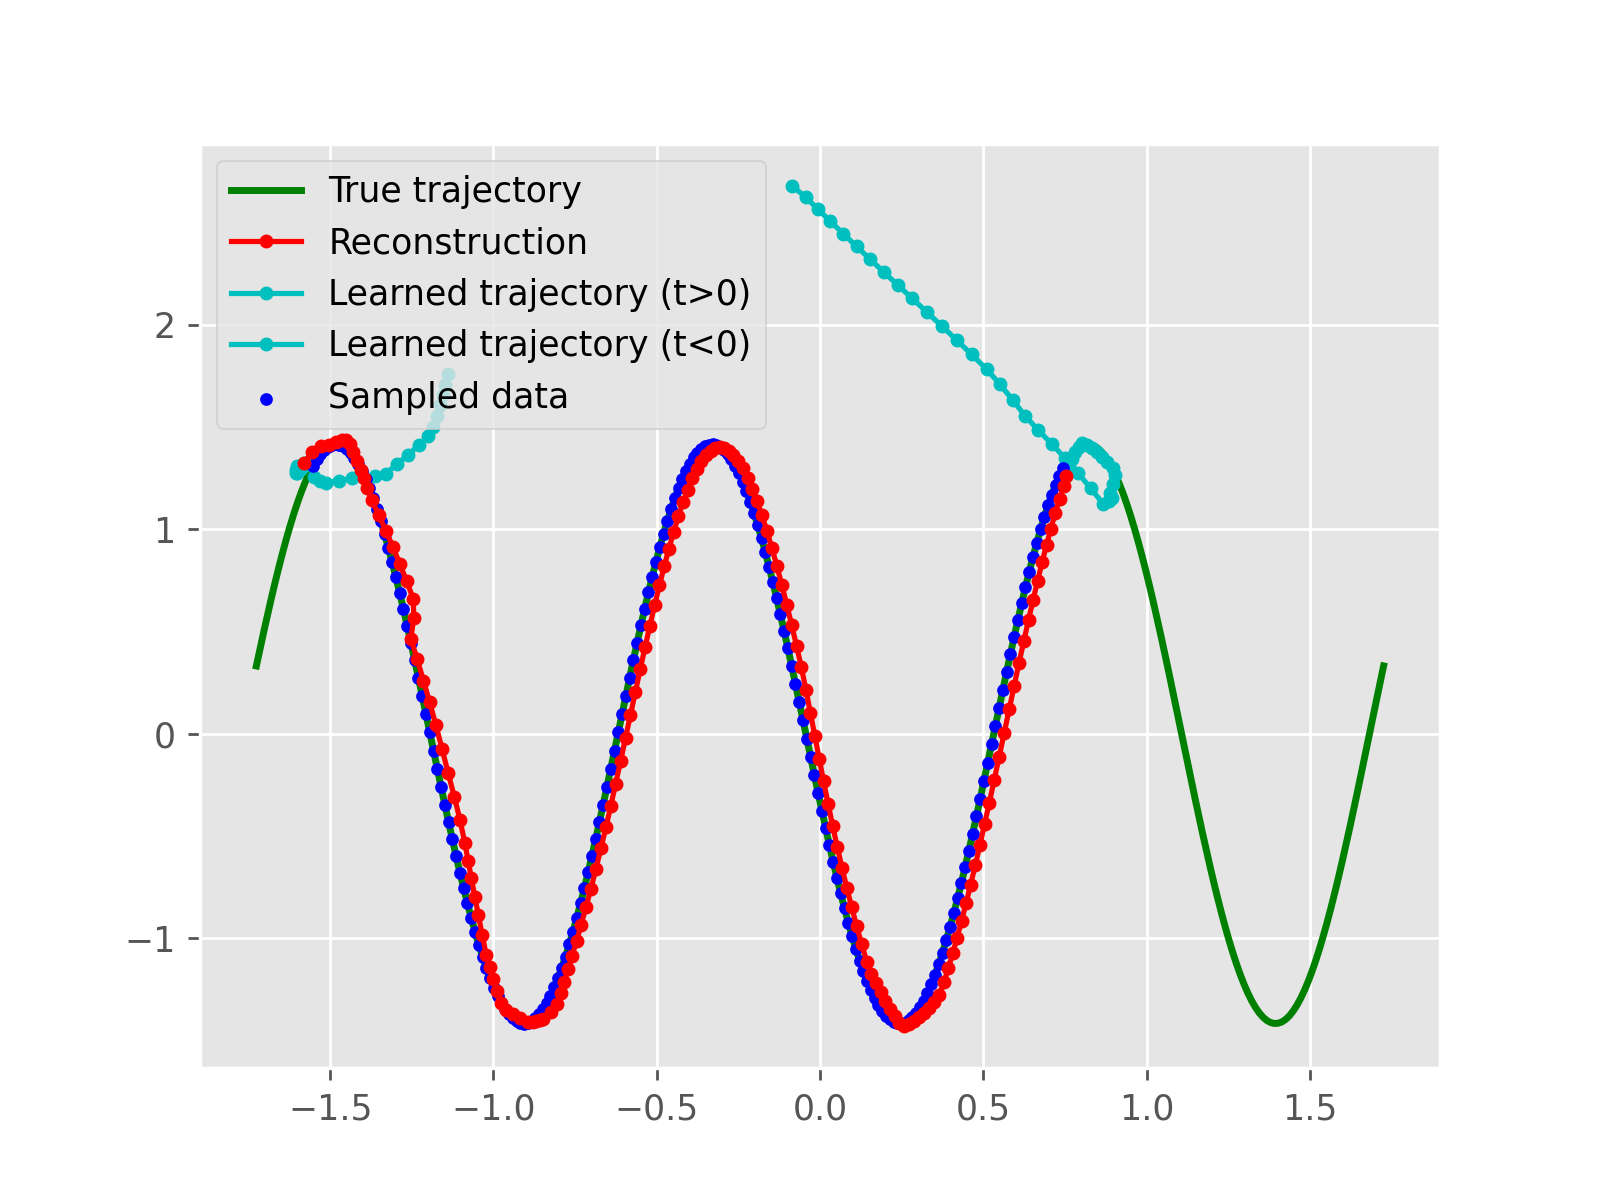 True trajectory
Reconstruction
Learned trajectory (t>0)
Learned trajectory (t<0)
Sampled data
2
1
0
−1
−1.5 −1.0 −0.5 0.0 0.5 1.0 1.5